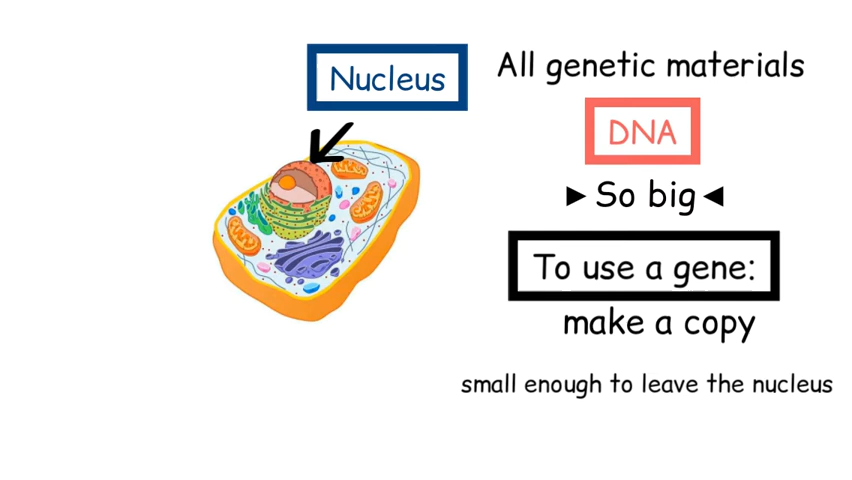 Nucleus
All genetic materials
DNA
▶So big◀
To use a gene:
make a copy
small enough to leave the nucleus